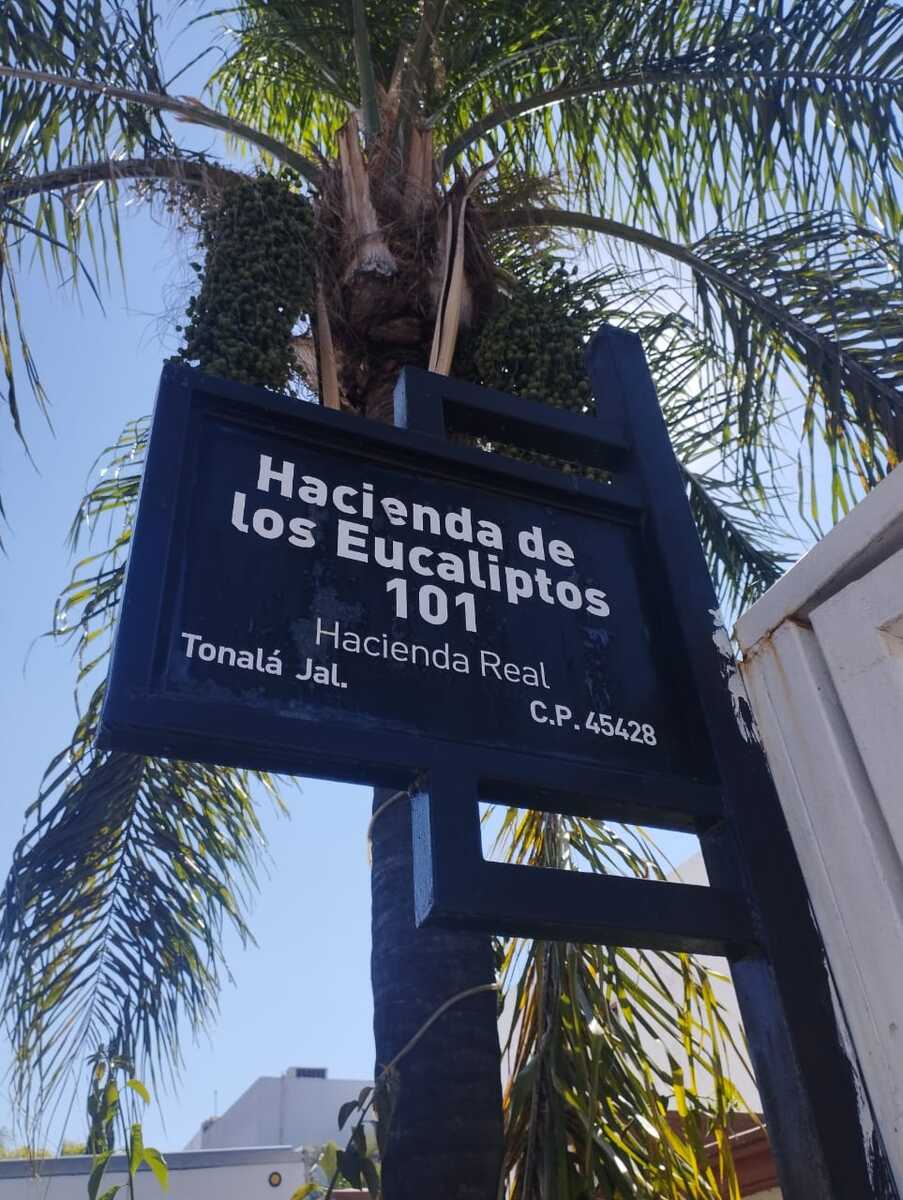 Hacienda de
los Eucaliptos
101
Hacienda Real
Tonalá Jal.
C.P. 45428